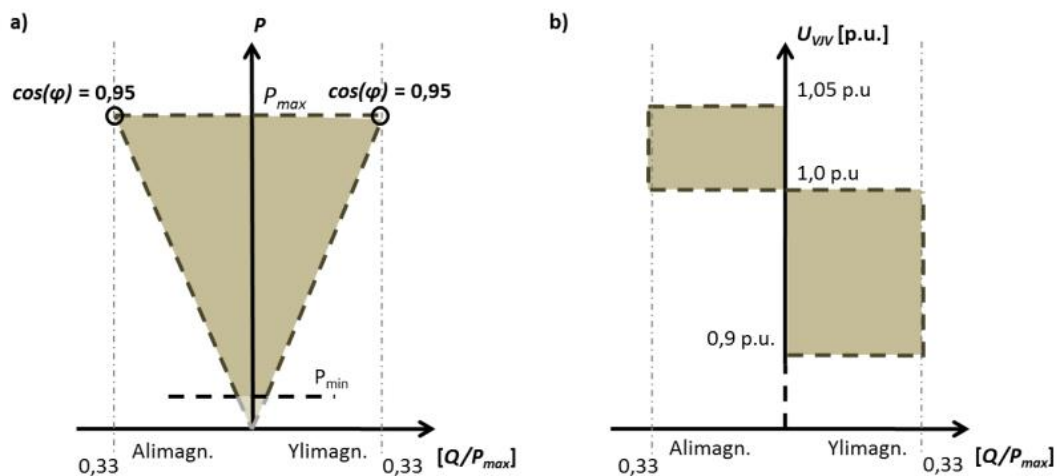 a)
P
cos(φ) = 0,95
P_max
cos(φ) = 0,95
P_min
Alimagn.
Ylimagn.
0,33
0,33
[Q/P_max]
b)
U_VJV [p.u.]
1,05 p.u
1,0 p.u
0,9 p.u.
Alimagn.
Ylimagn.
0,33
0,33
[Q/P_max]